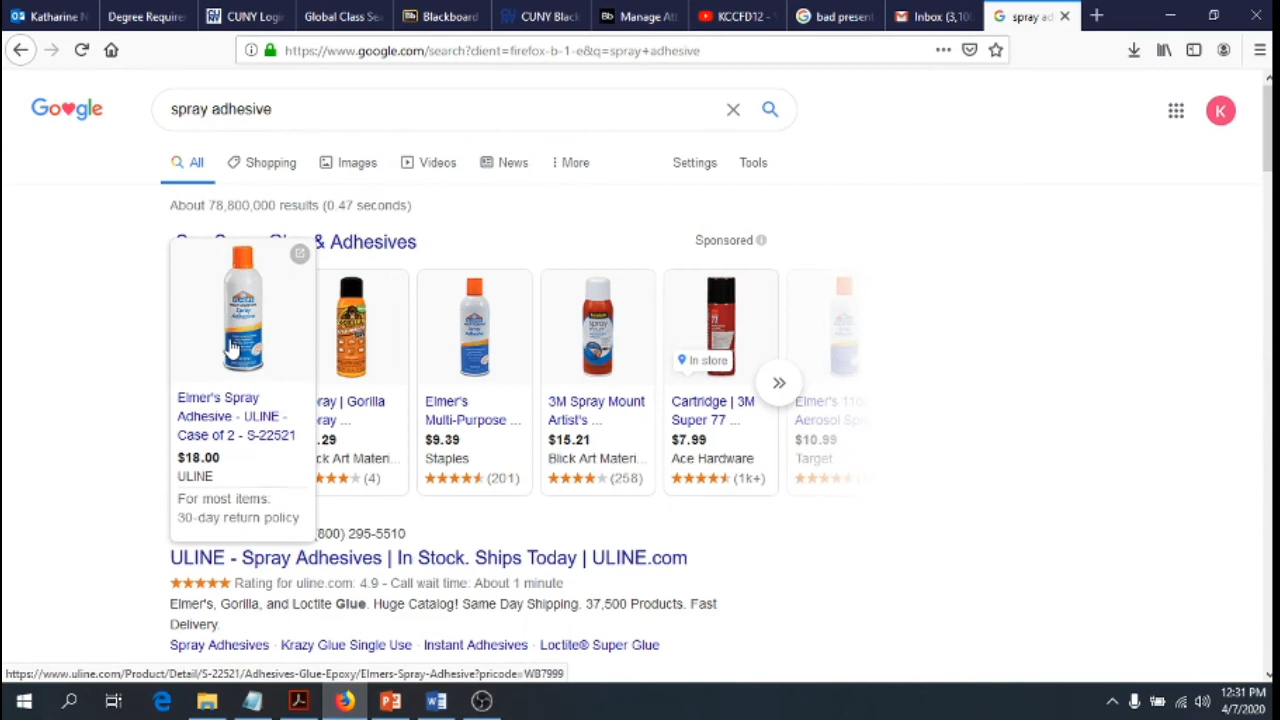 Katharine N
Degree Require
CUNY Logi
Global Class Sea
Blackboard
CUNY Black
Manage Att
KCCFD12 -
bad present
Inbox (3,10
spray ad
https://www.google.com/search?client=firefox-b-1-e&q=spray+adhesive
Google
spray adhesive
K
All
Shopping
Images
Videos
News
More
Settings
Tools
About 78,800,000 results (0.47 seconds)
& Adhesives
Sponsored
Elmer's Spray
Adhesive - ULINE -
Case of 2 - S-22521
$18.00
ULINE
For most items:
30-day return policy
ray | Gorilla
ray ...
.29
lick Art Materi...
(4)
Elmer's
Multi-Purpose ...
$9.39
Staples
(201)
3M Spray Mount
Artist's ...
$15.21
Blick Art Materi...
(258)
In store
Cartridge | 3M
Super 77 ...
$7.99
Ace Hardware
(1k+)
Elmer's 11oz
Aerosol Spr
$10.99
Target
(800) 295-5510
ULINE - Spray Adhesives | In Stock. Ships Today | ULINE.com
Rating for uline.com: 4.9 - Call wait time: About 1 minute
Elmer's, Gorilla, and Loctite Glue. Huge Catalog! Same Day Shipping. 37,500 Products. Fast
Delivery.
Spray Adhesives · Krazy Glue Single Use · Instant Adhesives · Loctite® Super Glue
https://www.uline.com/Product/Detail/S-22521/Adhesives-Glue-Epoxy/Elmers-Spray-Adhesive?pricode=WB7999
12:31 PM
4/7/2020